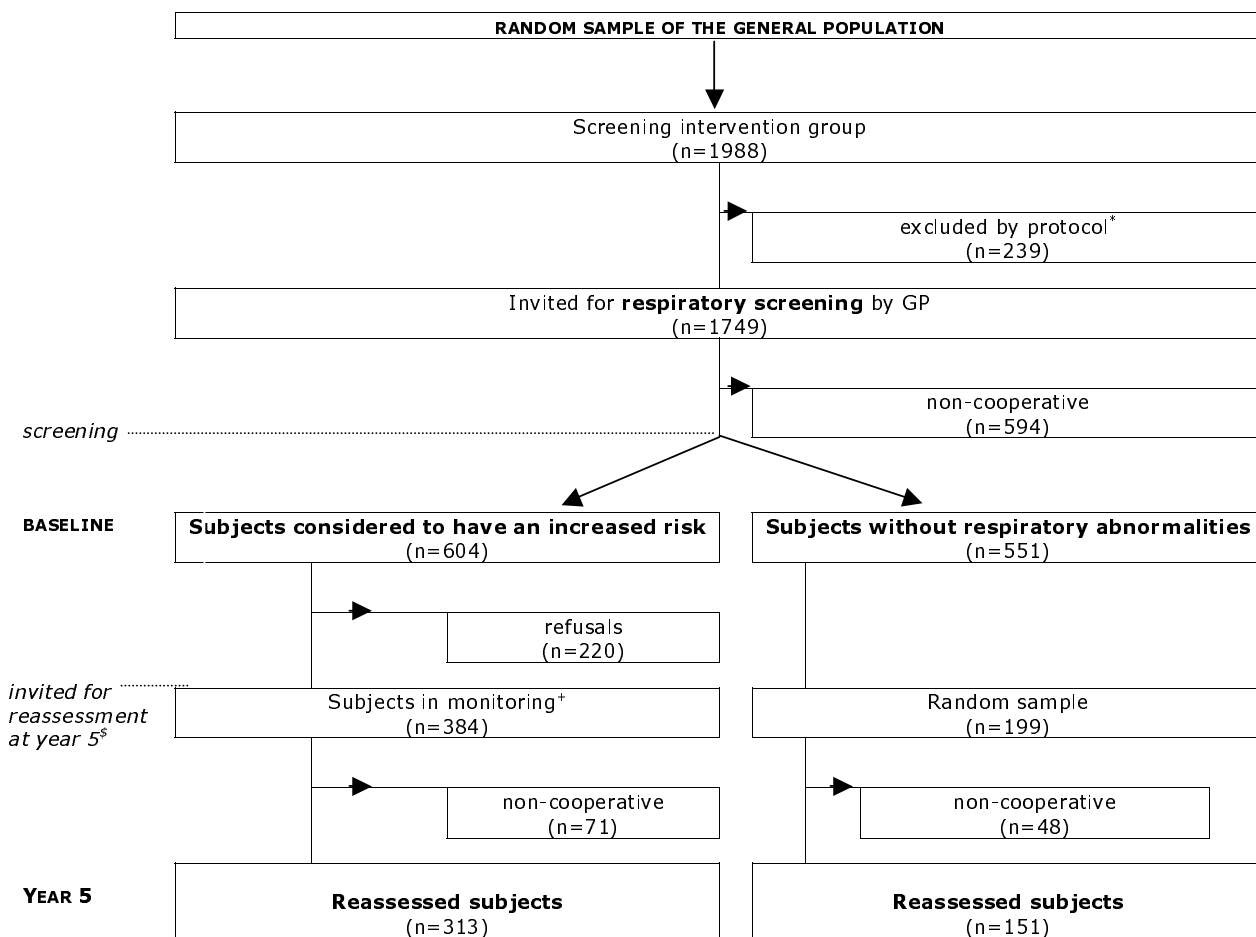 RANDOM SAMPLE OF THE GENERAL POPULATION
Screening intervention group
(n=1988)
excluded by protocol*
(n=239)
Invited for respiratory screening by GP
(n=1749)
non-cooperative
(n=594)
screening
BASELINE
Subjects considered to have an increased risk
(n=604)
Subjects without respiratory abnormalities
(n=551)
refusals
(n=220)
invited for
reassessment
at year 5$
Subjects in monitoring+
(n=384)
Random sample
(n=199)
non-cooperative
(n=71)
non-cooperative
(n=48)
YEAR 5
Reassessed subjects
(n=313)
Reassessed subjects
(n=151)